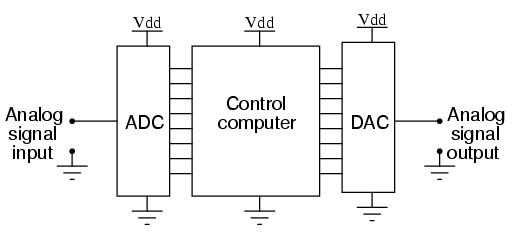 Vdd
Vdd
Vdd
Analog
signal
input
ADC
Control
computer
DAC
Analog
signal
output